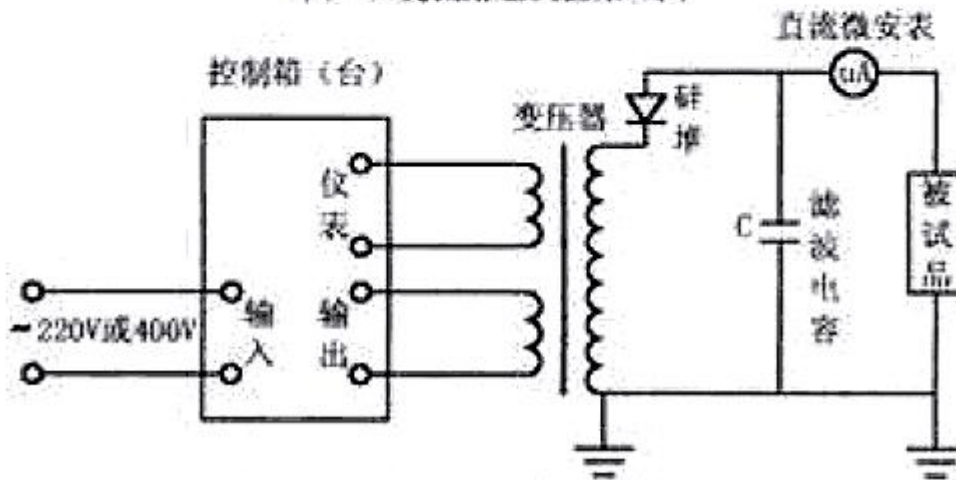 直流微安表
控制箱（台）
uA
变压器
硅堆
仪表
C
滤波电容
被试品
输入
输出
~220V或400V